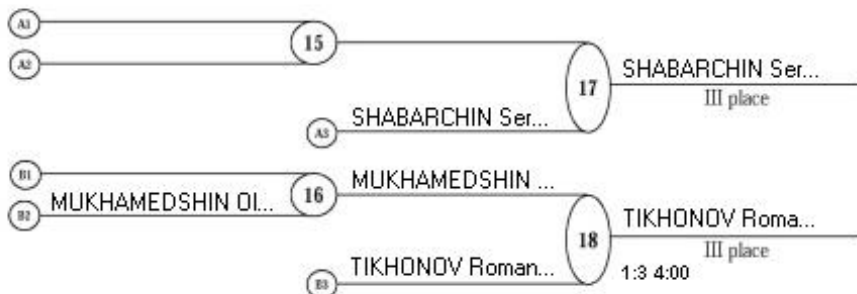 A1
15
A2
17
SHABARCHIN Ser...
III place
SHABARCHIN Ser...
A3
B1
16
MUKHAMEDSHIN ...
MUKHAMEDSHIN Ol...
B2
18
TIKHONOV Roma...
III place
TIKHONOV Roman...
B3
1:3 4:00